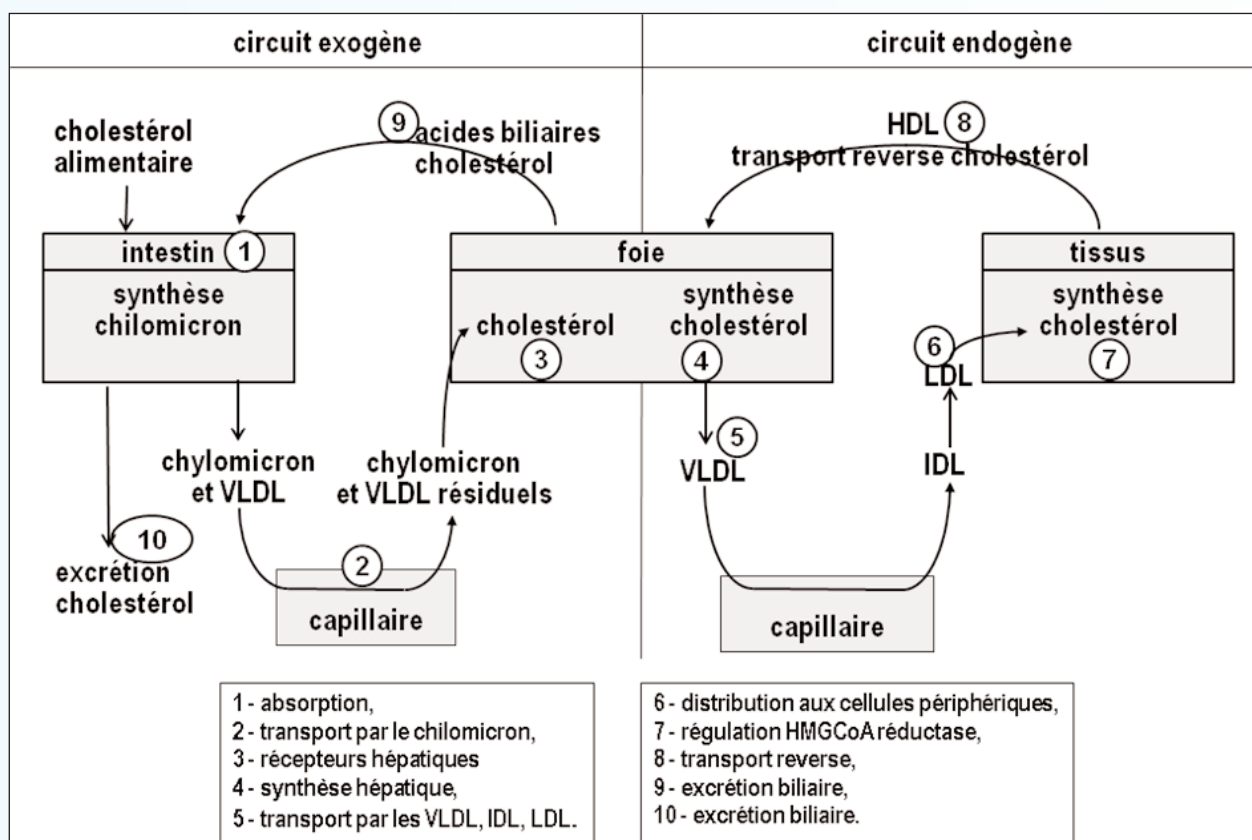 circuit exogène
circuit endogène
cholestérol
alimentaire
9
acides biliaires
cholestérol
HDL 8
transport reverse cholestérol
intestin 1
synthèse
chilomicron
foie
cholestérol
3
synthèse
cholestérol
4
tissus
synthèse
cholestérol
7
6
LDL
chylomicron
et VLDL
chylomicron
et VLDL résiduels
5
VLDL
IDL
10
excrétion
cholestérol
2
capillaire
capillaire
1 - absorption,
2 - transport par le chilomicron,
3 - récepteurs hépatiques
4 - synthèse hépatique,
5 - transport par les VLDL, IDL, LDL.
6 - distribution aux cellules périphériques,
7 - régulation HMGCoA réductase,
8 - transport reverse,
9 - excrétion biliaire,
10 - excrétion biliaire.